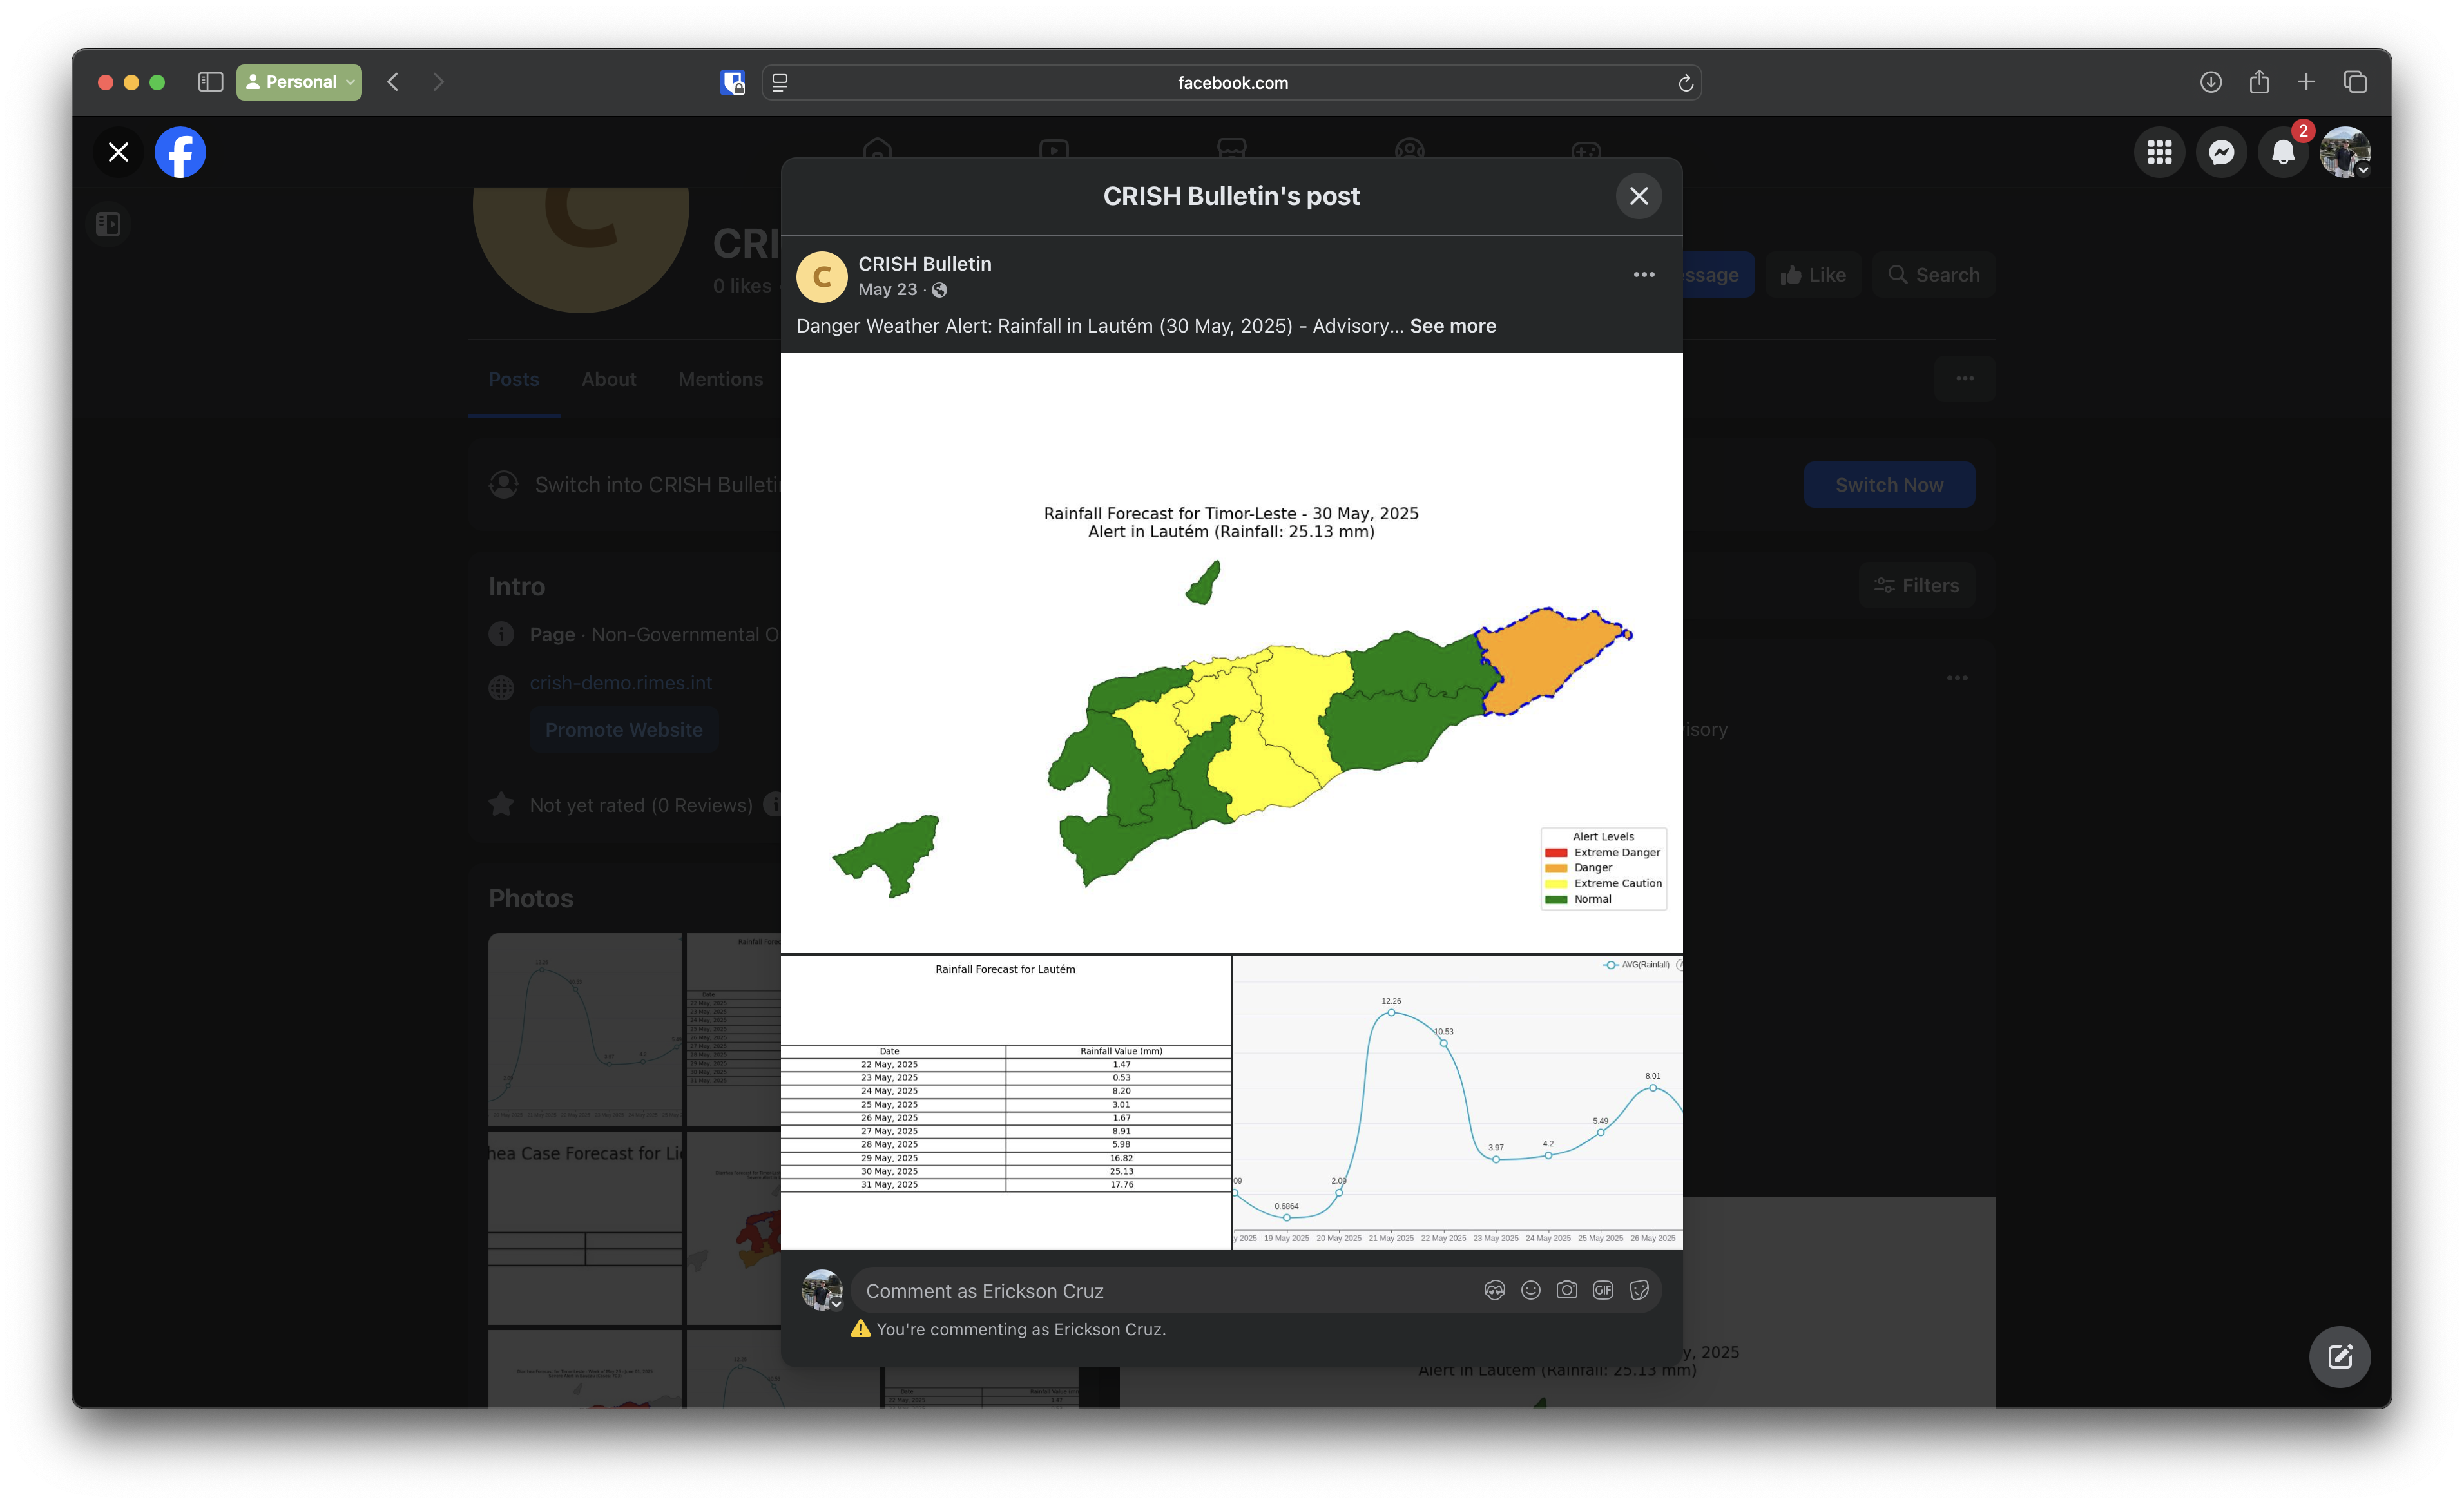 Personal
facebook.com
2
CRISH Bulletin's post
CRI
0 likes
ssage
Like
Search
CRISH Bulletin
May 23 ·
Danger Weather Alert: Rainfall in Lautém (30 May, 2025) - Advisory... See more
Posts
About
Mentions
Switch into CRISH Bulleti
Switch Now
Intro
Filters
Page · Non-Governmental O
crish-demo.rimes.int
Promote Website
isory
Not yet rated (0 Reviews)
Photos
Rainfall Forecast for Timor-Leste - 30 May, 2025
Alert in Lautém (Rainfall: 25.13 mm)
Alert Levels
Extreme Danger
Danger
Extreme Caution
Normal
Rainfall Forecast for Lautém
Date Rainfall Value (mm)
22 May, 2025 1.47
23 May, 2025 0.53
24 May, 2025 8.20
25 May, 2025 3.01
26 May, 2025 1.67
27 May, 2025 8.91
28 May, 2025 5.98
29 May, 2025 16.82
30 May, 2025 25.13
31 May, 2025 17.76
AVG(Rainfall)
12.26
10.53
8.01
5.49
3.97
4.2
09
2.09
0.6864
y 2025 19 May 2025 20 May 2025 21 May 2025 22 May 2025 23 May 2025 24 May 2025 25 May 2025 26 May 2025
hea Case Forecast for Li
Comment as Erickson Cruz
GIF
You're commenting as Erickson Cruz.
y, 2025
Alert in Lautém (Rainfall: 25.13 mm)